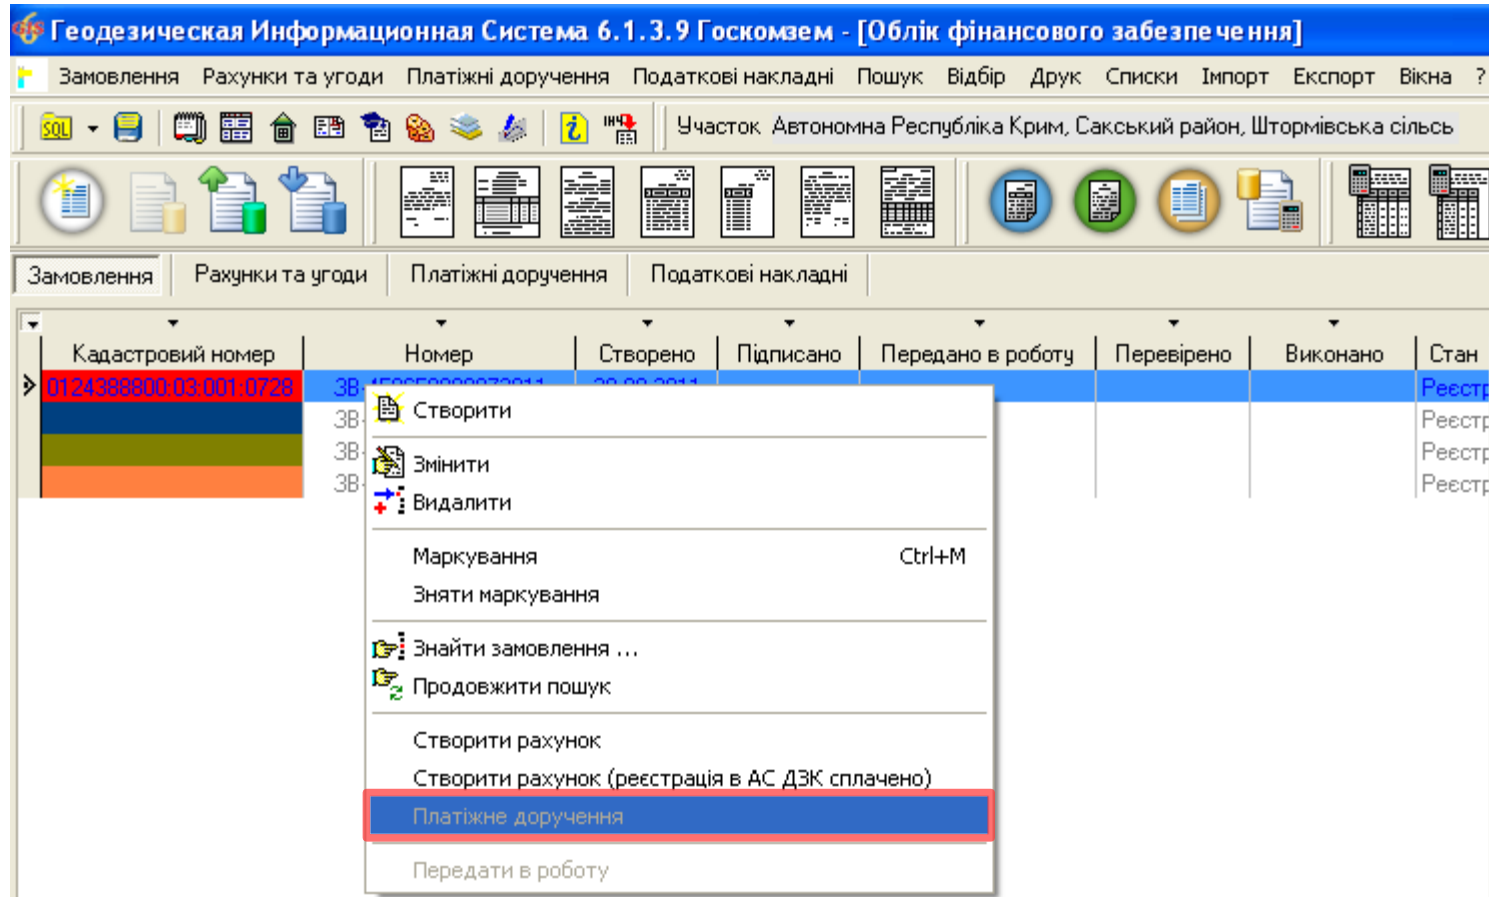 Геодезическая Информационная Система 6.1.3.9 Госкомзем - [Облік фінансового забезпечення]
Замовлення Рахунки та угоди Платіжні доручення Податкові накладні Пошук Відбір Друк Списки Імпорт Експорт Вікна ?
SQL Участок Автономна Республіка Крим, Сакський район, Штормівська сільсь
Замовлення Рахунки та угоди Платіжні доручення Податкові накладні
Кадастровий номер Номер Створено Підписано Передано в роботу Перевірено Виконано Стан
0124388800:03:001:0728 ЗВ- Реєстр
ЗВ- Реєстр
ЗВ- Реєстр
ЗВ- Реєстр
Створити
Змінити
Видалити
Маркування Ctrl+M
Зняти маркування
Знайти замовлення ...
Продовжити пошук
Створити рахунок
Створити рахунок (реєстрація в АС ДЗК сплачено)
Платіжне доручення
Передати в роботу